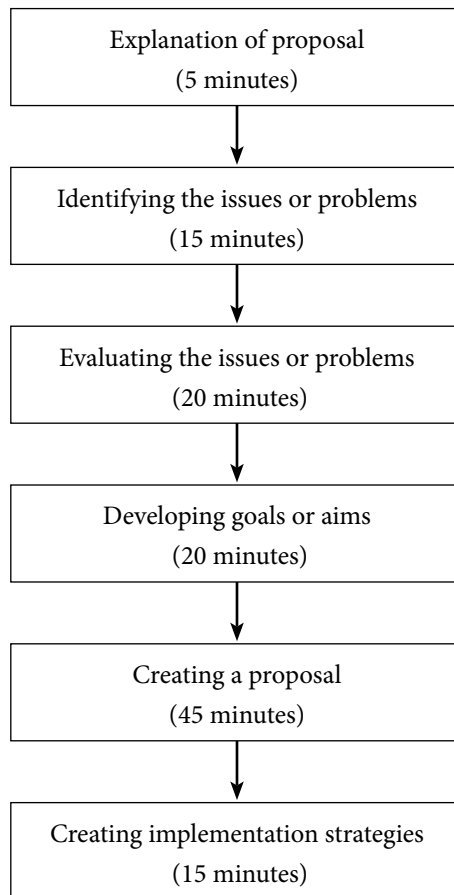 Explanation of proposal
(5 minutes)
Identifying the issues or problems
(15 minutes)
Evaluating the issues or problems
(20 minutes)
Developing goals or aims
(20 minutes)
Creating a proposal
(45 minutes)
Creating implementation strategies
(15 minutes)